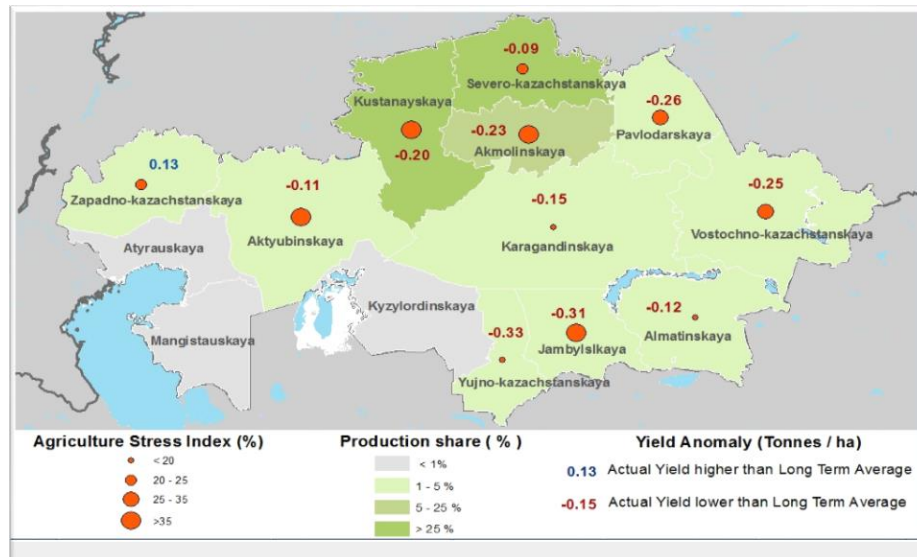 -0.09
Severo-kazachstanskaya
Kustanayskaya
-0.26
-0.23
Pavlodarskaya
Akmolinskaya
-0.20
0.13
Zapadno-kazachstanskaya
-0.11
-0.15
-0.25
Vostochno-kazachstanskaya
Aktyubinskaya
Karagandinskaya
Atyrauskaya
Kyzylordinskaya
Mangistauskaya
-0.33
-0.31
-0.12
Jambylslkaya
Almatinskaya
Yujno-kazachstanskaya
Agriculture Stress Index (%)
< 20
20 - 25
25 - 35
>35
Production share ( % )
< 1%
1 - 5 %
5 - 25 %
> 25 %
Yield Anomaly (Tonnes / ha)
0.13 Actual Yield higher than Long Term Average
-0.15 Actual Yield lower than Long Term Average